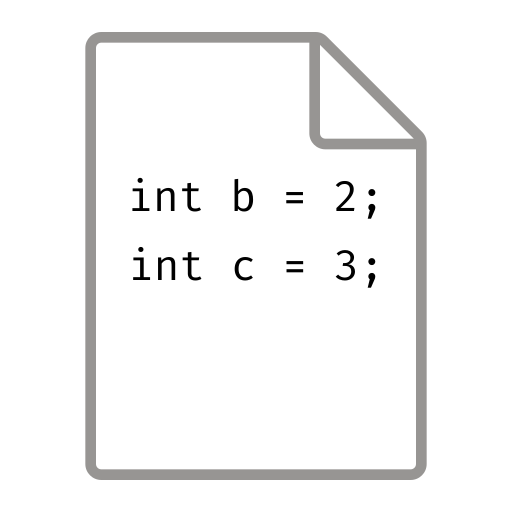 int b = 2;
int c = 3;